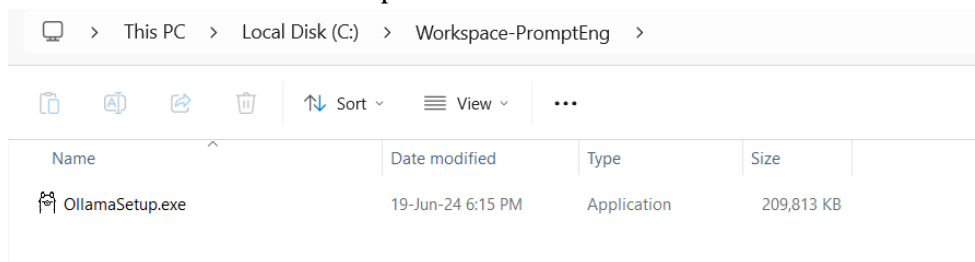 This PC > Local Disk (C:) > Workspace-PromptEng >
Sort View ...
Name Date modified Type Size
OllamaSetup.exe 19-Jun-24 6:15 PM Application 209,813 KB